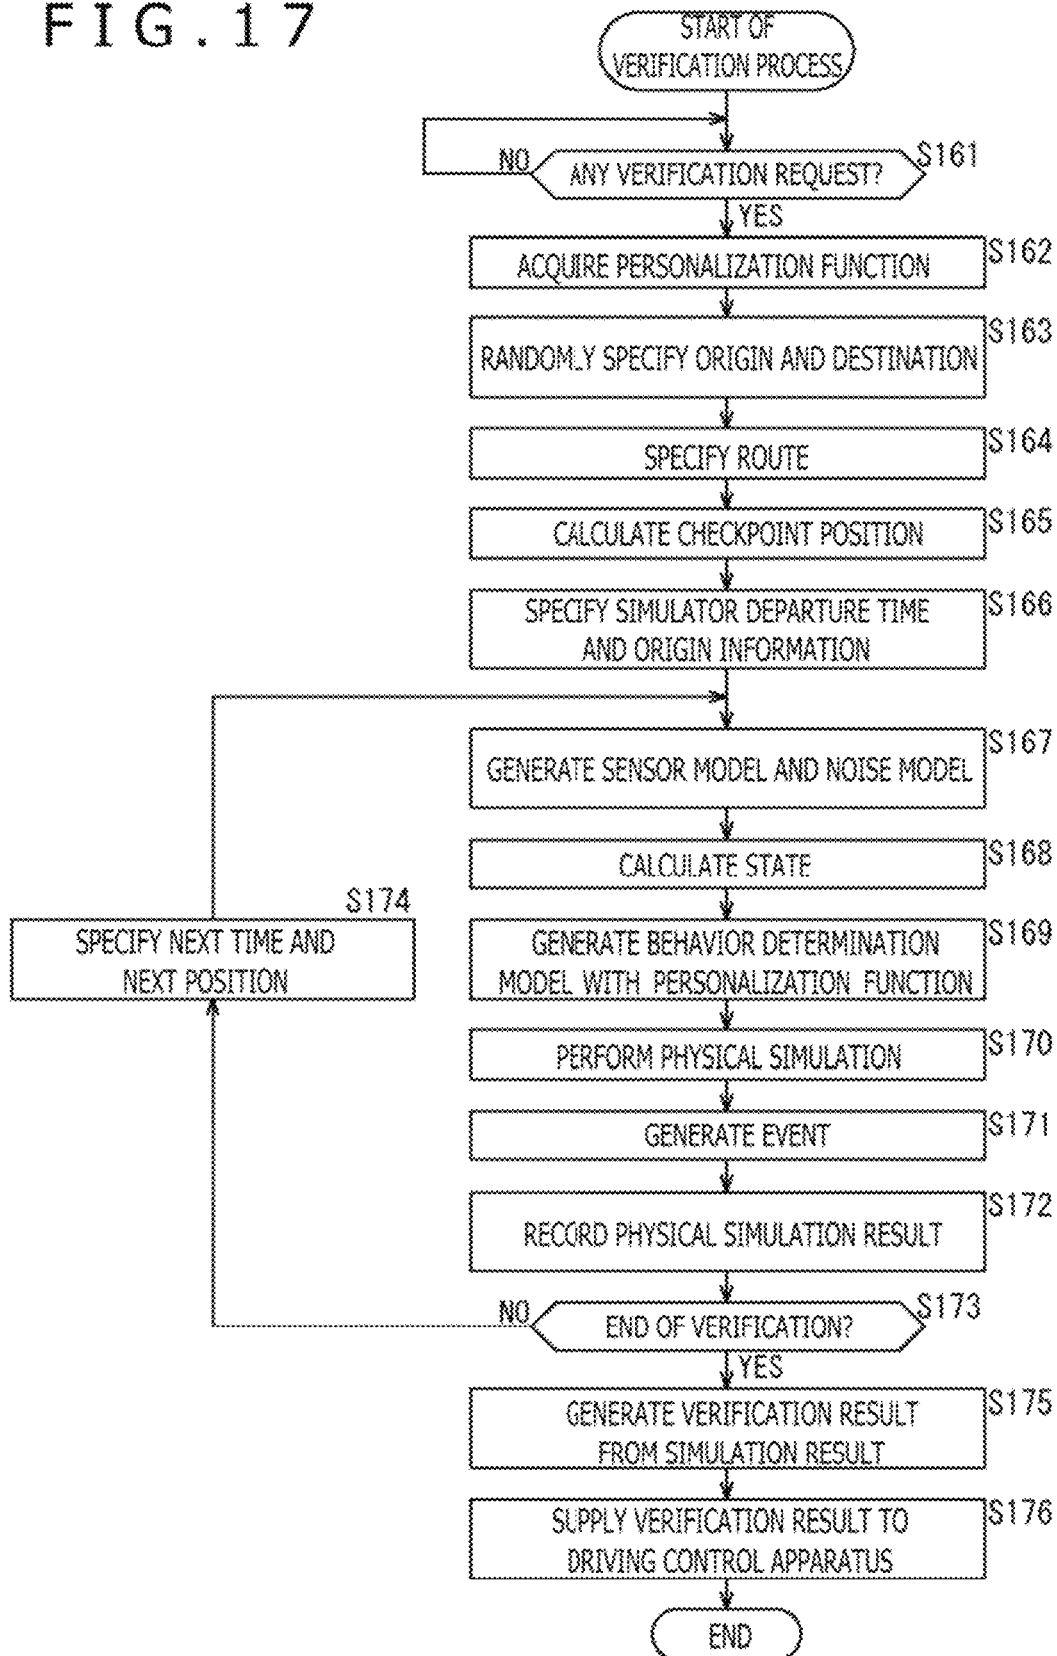 FIG.17
START OF
VERIFICATION PROCESS
NO
ANY VERIFICATION REQUEST?
S161
YES
ACQUIRE PERSONALIZATION FUNCTION
S162
RANDOMLY SPECIFY ORIGIN AND DESTINATION
S163
SPECIFY ROUTE
S164
CALCULATE CHECKPOINT POSITION
S165
SPECIFY SIMULATOR DEPARTURE TIME
AND ORIGIN INFORMATION
S166
GENERATE SENSOR MODEL AND NOISE MODEL
S167
CALCULATE STATE
S168
S174
SPECIFY NEXT TIME AND
NEXT POSITION
GENERATE BEHAVIOR DETERMINATION
MODEL WITH PERSONALIZATION FUNCTION
S169
PERFORM PHYSICAL SIMULATION
S170
GENERATE EVENT
S171
RECORD PHYSICAL SIMULATION RESULT
S172
NO
END OF VERIFICATION?
S173
YES
GENERATE VERIFICATION RESULT
FROM SIMULATION RESULT
S175
SUPPLY VERIFICATION RESULT TO
DRIVING CONTROL APPARATUS
S176
END